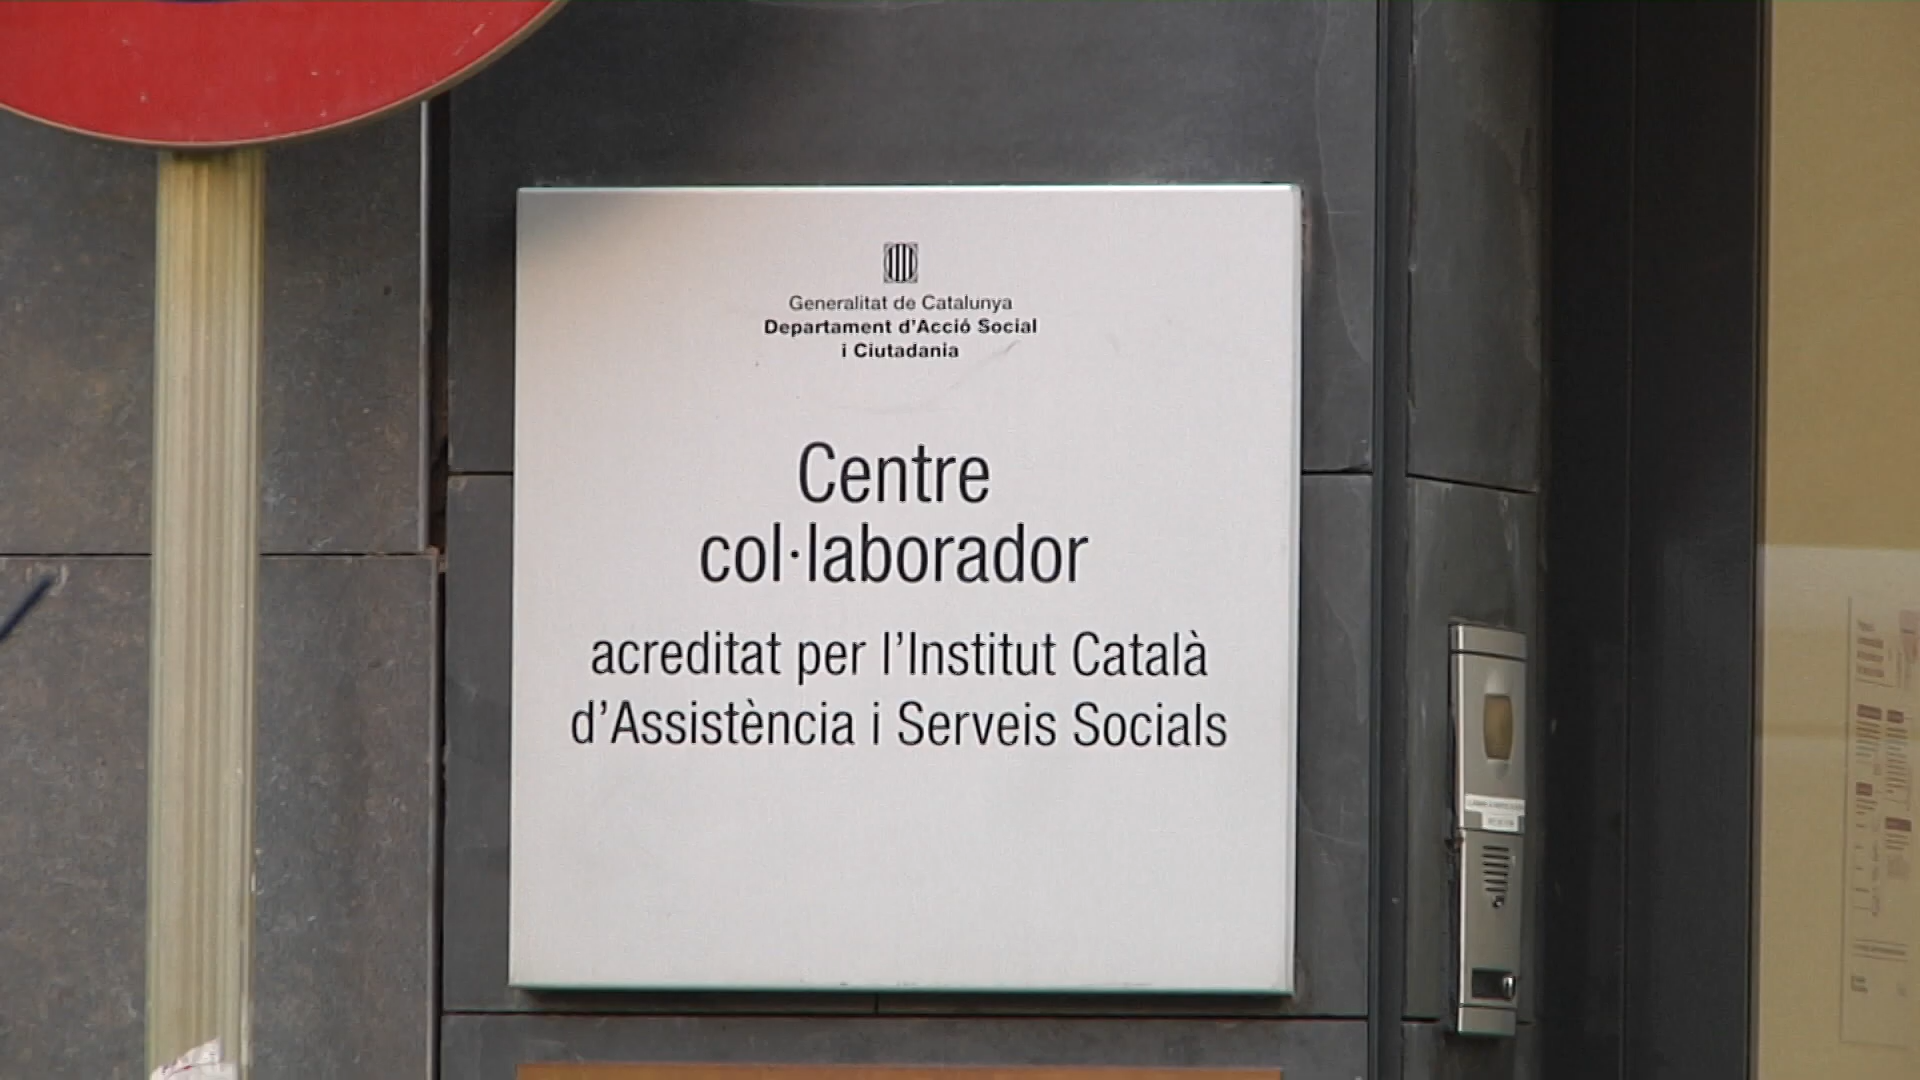 Generalitat de Catalunya
Departament d'Acció Social
i Ciutadania
Centre
col·laborador
acreditat per l'Institut Català
d'Assistència i Serveis Socials